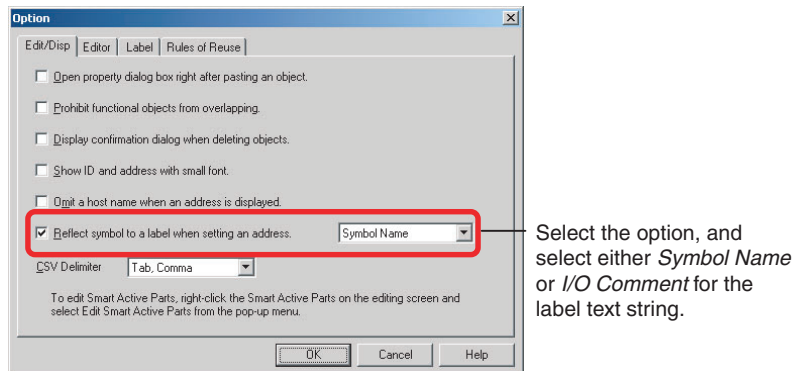 Option
Edit/Disp Editor Label Rules of Reuse
Open property dialog box right after pasting an object.
Prohibit functional objects from overlapping.
Display confirmation dialog when deleting objects.
Show ID and address with small font.
Omit a host name when an address is displayed.
Reflect symbol to a label when setting an address. Symbol Name
CSV Delimiter Tab, Comma
To edit Smart Active Parts, right-click the Smart Active Parts on the editing screen and
select Edit Smart Active Parts from the pop-up menu.
OK Cancel Help
Select the option, and
select either Symbol Name
or I/O Comment for the
label text string.